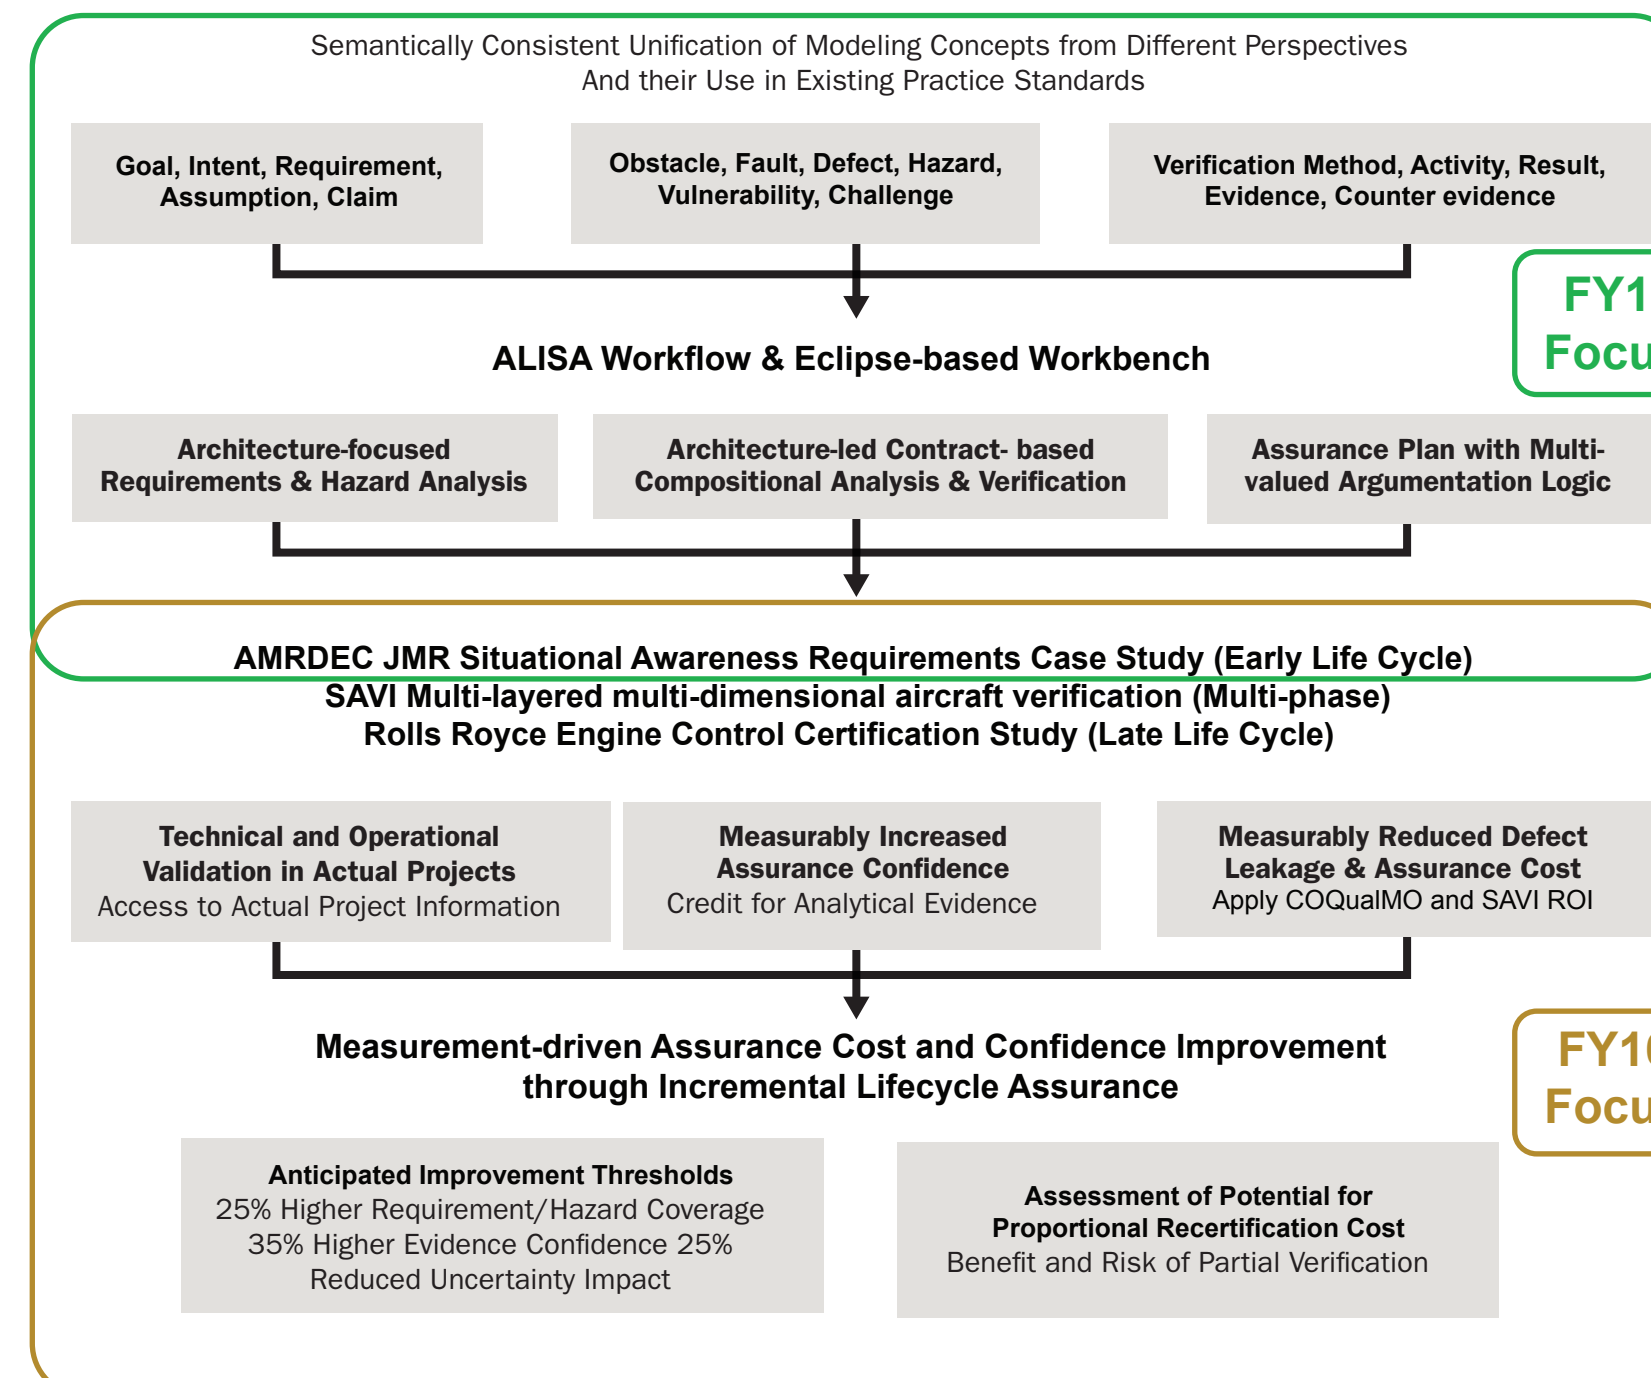 Semantically Consistent Unification of Modeling Concepts from Different Perspectives
And their Use in Existing Practice Standards
Goal, Intent, Requirement,
Assumption, Claim
Obstacle, Fault, Defect, Hazard,
Vulnerability, Challenge
Verification Method, Activity, Result,
Evidence, Counter evidence
ALISA Workflow & Eclipse-based Workbench
Architecture-focused
Requirements & Hazard Analysis
Architecture-led Contract- based
Compositional Analysis & Verification
Assurance Plan with Multi-
valued Argumentation Logic
AMRDEC JMR Situational Awareness Requirements Case Study (Early Life Cycle)
SAVI Multi-layered multi-dimensional aircraft verification (Multi-phase)
Rolls Royce Engine Control Certification Study (Late Life Cycle)
Technical and Operational
Validation in Actual Projects
Access to Actual Project Information
Measurably Increased
Assurance Confidence
Credit for Analytical Evidence
Measurably Reduced Defect
Leakage & Assurance Cost
Apply COQualMO and SAVI ROI
Measurement-driven Assurance Cost and Confidence Improvement
through Incremental Lifecycle Assurance
Anticipated Improvement Thresholds
25% Higher Requirement/Hazard Coverage
35% Higher Evidence Confidence 25%
Reduced Uncertainty Impact
Assessment of Potential for
Proportional Recertification Cost
Benefit and Risk of Partial Verification